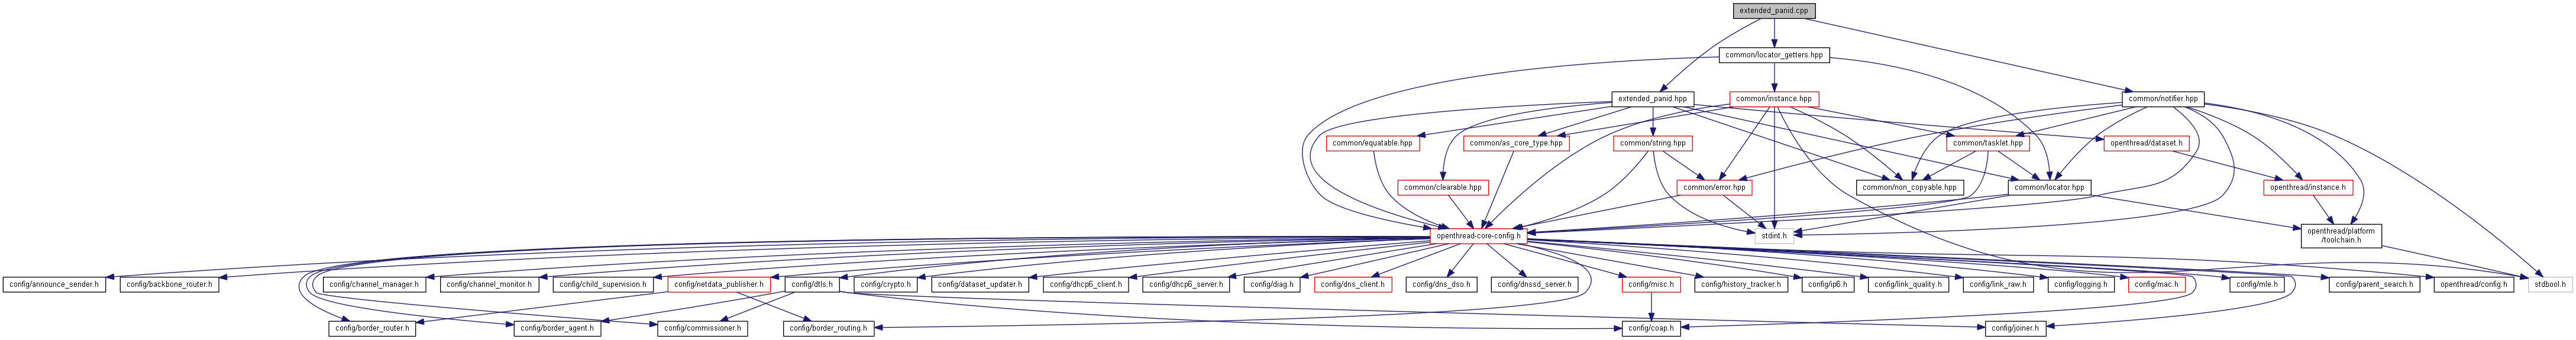 extended_panid.cpp
common/locator_getters.hpp
extended_panid.hpp
common/instance.hpp
common/notifier.hpp
common/equatable.hpp
common/as_core_type.hpp
common/string.hpp
common/tasklet.hpp
openthread/dataset.h
common/clearable.hpp
common/error.hpp
common/non_copyable.hpp
common/locator.hpp
openthread/instance.h
openthread-core-config.h
stdint.h
openthread/platform
/toolchain.h
config/announce_sender.h
config/backbone_router.h
config/channel_manager.h
config/channel_monitor.h
config/child_supervision.h
config/netdata_publisher.h
config/dtls.h
config/crypto.h
config/dataset_updater.h
config/dhcp6_client.h
config/dhcp6_server.h
config/diag.h
config/dns_client.h
config/dns_dso.h
config/dnssd_server.h
config/misc.h
config/history_tracker.h
config/ip6.h
config/link_quality.h
config/link_raw.h
config/logging.h
config/mac.h
config/mle.h
config/parent_search.h
openthread/config.h
stdbool.h
config/border_router.h
config/border_agent.h
config/commissioner.h
config/border_routing.h
config/coap.h
config/joiner.h